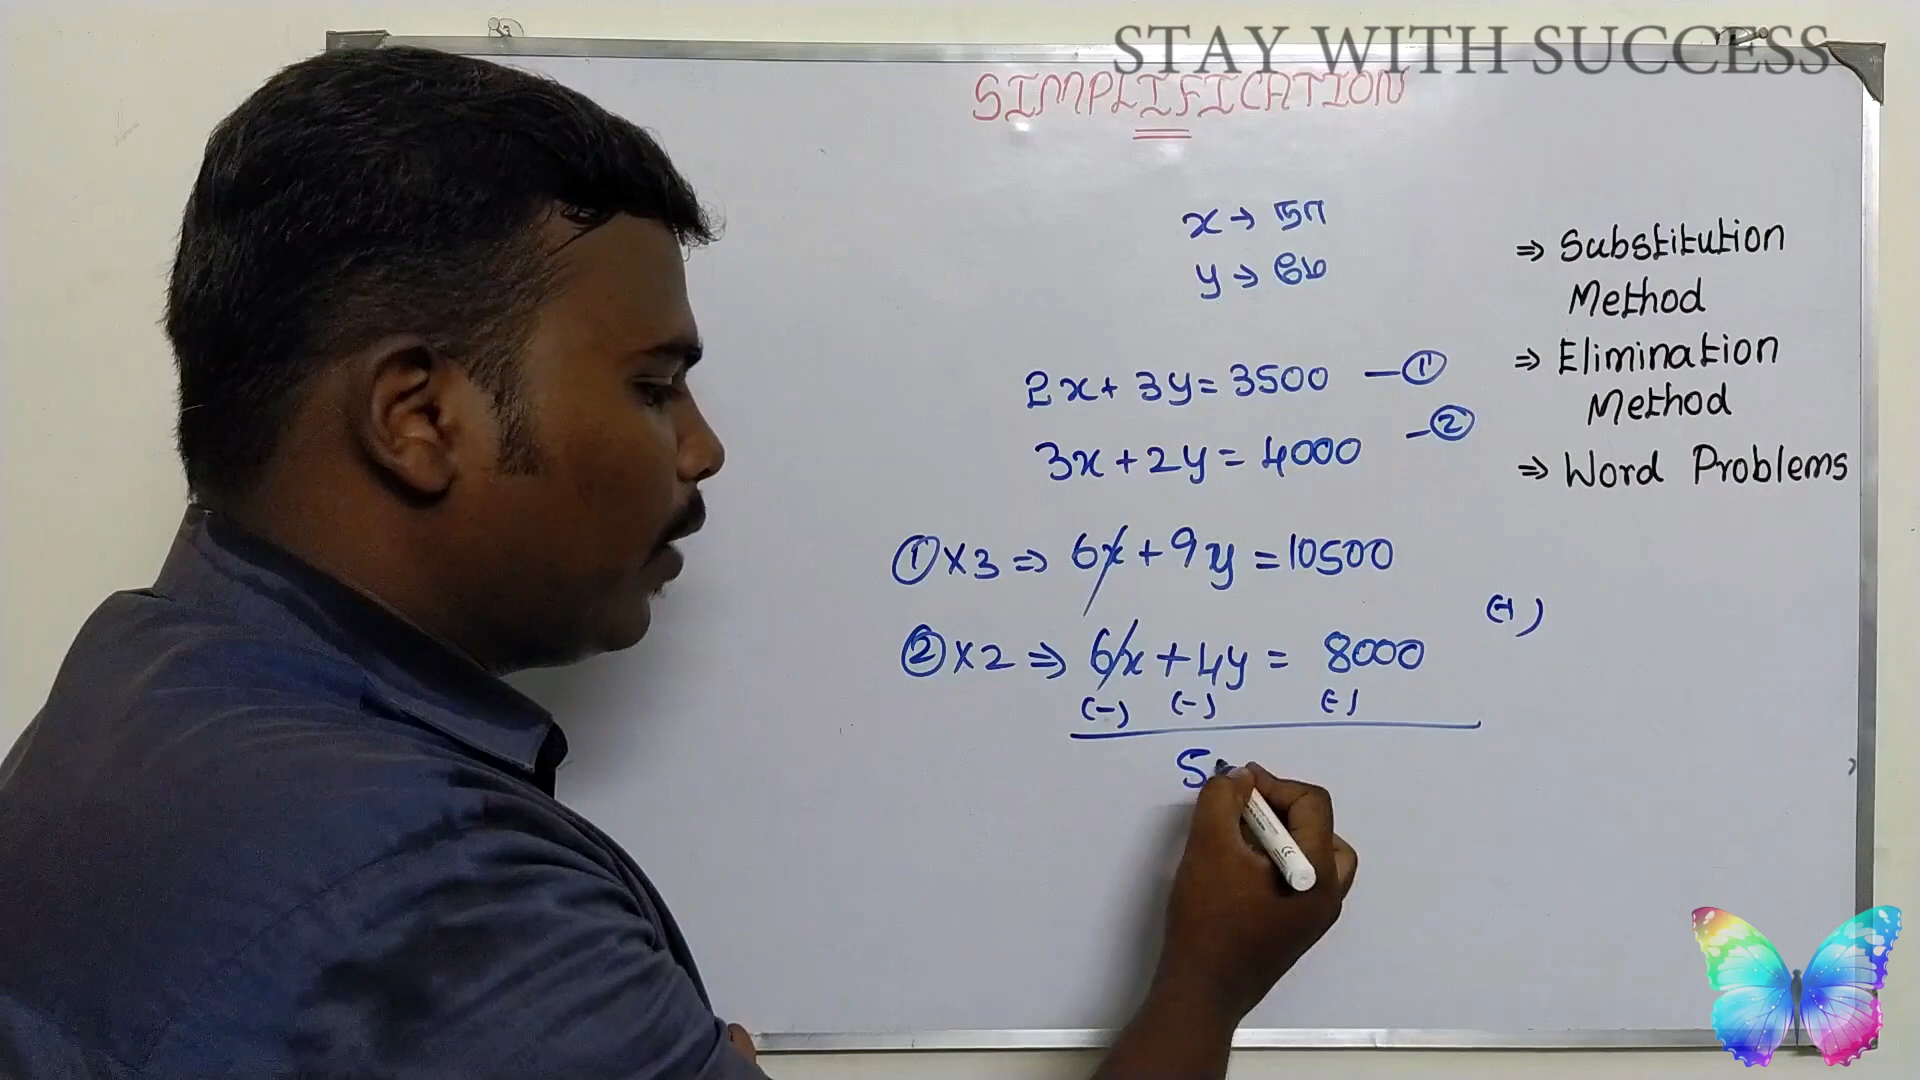 STAY WITH SUCCESS
SIMPLIFICATION
x → நா
y → மே
2x + 3y = 3500 — ①
3x + 2y = 4000 — ②
① × 3 ⇒ 6x + 9y = 10500
② × 2 ⇒ 6x + 4y = 8000
(-) (-) (-)
5
⇒ Substitution
Method
⇒ Elimination
Method
⇒ Word Problems